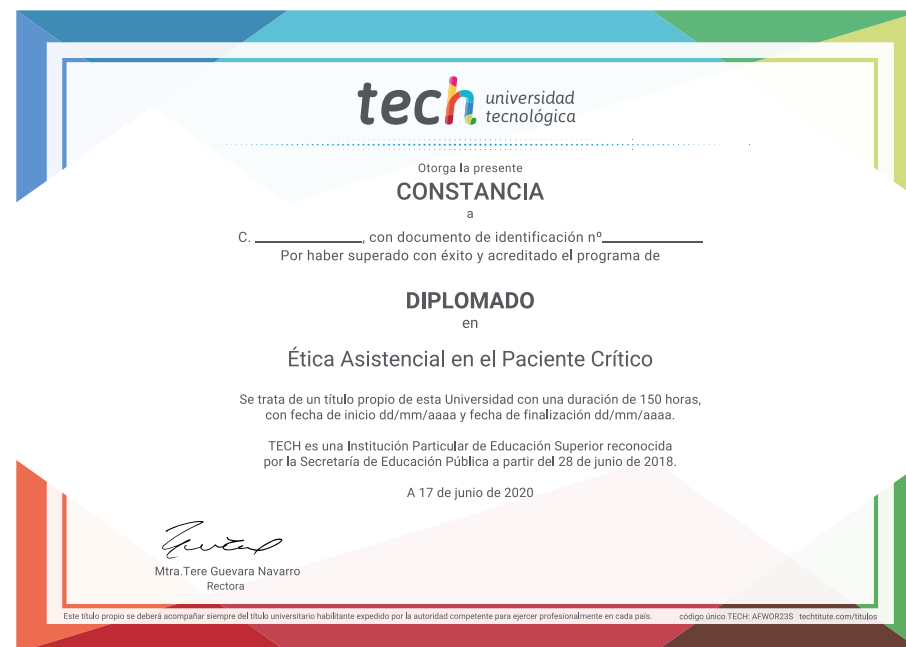 tech universidad
tecnológica
Otorga la presente
CONSTANCIA
a
C. ____________, con documento de identificación nº____________
Por haber superado con éxito y acreditado el programa de
DIPLOMADO
en
Ética Asistencial en el Paciente Crítico
Se trata de un título propio de esta Universidad con una duración de 150 horas,
con fecha de inicio dd/mm/aaaa y fecha de finalización dd/mm/aaaa.
TECH es una Institución Particular de Educación Superior reconocida
por la Secretaría de Educación Pública a partir del 28 de junio de 2018.
A 17 de junio de 2020
Mtra.Tere Guevara Navarro
Rectora
Este título propio se deberá acompañar siempre del título universitario habilitante expedido por la autoridad competente para ejercer profesionalmente en cada país. código único TECH: AFWOR23S techtitute.com/titulos